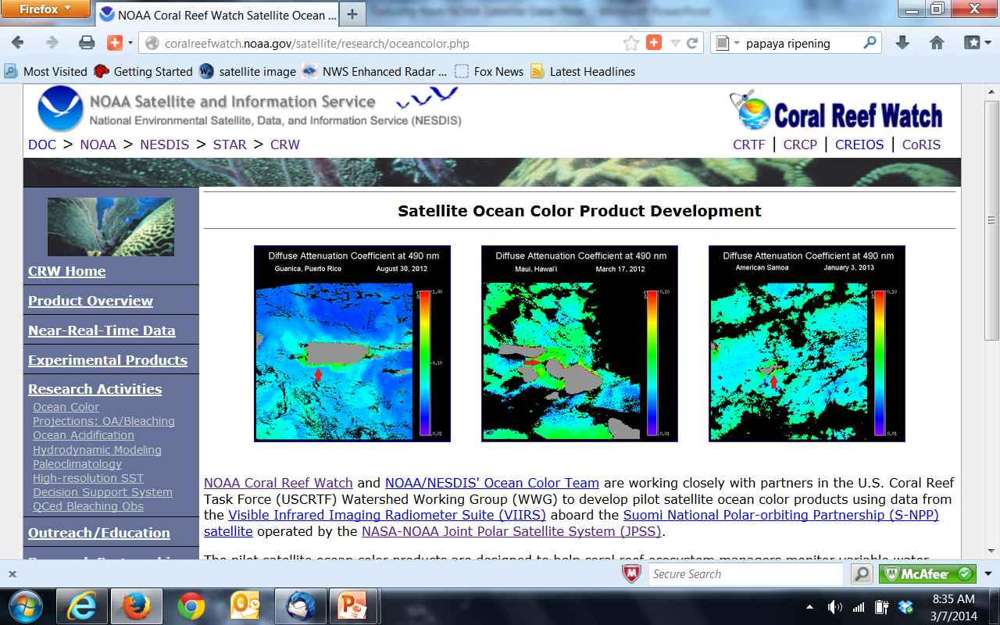 Firefox
NOAA Coral Reef Watch Satellite Ocean ...
coralreefwatch.noaa.gov/satellite/research/oceancolor.php
papaya ripening
Most Visited Getting Started satellite image NWS Enhanced Radar ... Fox News Latest Headlines
NOAA Satellite and Information Service
National Environmental Satellite, Data, and Information Service (NESDIS)
Coral Reef Watch
DOC > NOAA > NESDIS > STAR > CRW
CRTF | CRCP | CREIOS | CoRIS
CRW Home
Product Overview
Near-Real-Time Data
Experimental Products
Research Activities
Ocean Color
Projections: OA/Bleaching
Ocean Acidification
Hydrodynamic Modeling
Paleoclimatology
High-resolution SST
Decision Support System
QCed Bleaching Obs
Outreach/Education
Satellite Ocean Color Product Development
Diffuse Attenuation Coefficient at 490 nm
Guanica, Puerto Rico August 30, 2012
1.00
0.10
0.01
Diffuse Attenuation Coefficient at 490 nm
Maui, Hawai'i March 17, 2012
0.10
0.01
Diffuse Attenuation Coefficient at 490 nm
American Samoa January 3, 2013
0.10
0.01
NOAA Coral Reef Watch and NOAA/NESDIS' Ocean Color Team are working closely with partners in the U.S. Coral Reef
Task Force (USCRTF) Watershed Working Group (WWG) to develop pilot satellite ocean color products using data from
the Visible Infrared Imaging Radiometer Suite (VIIRS) aboard the Suomi National Polar-orbiting Partnership (S-NPP)
satellite operated by the NASA-NOAA Joint Polar Satellite System (JPSS).
The pilot satellite ocean color products are designed to help coral reef ecosystem managers monitor variable water
Secure Search
McAfee
8:35 AM
3/7/2014